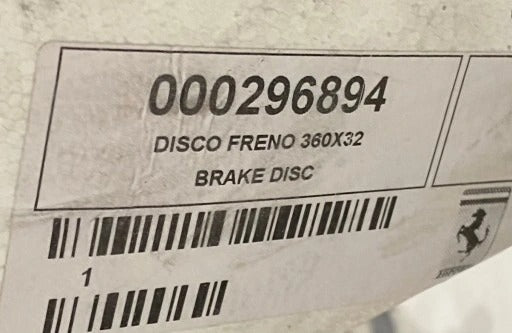 000296894
DISCO FRENO 360X32
BRAKE DISC
1